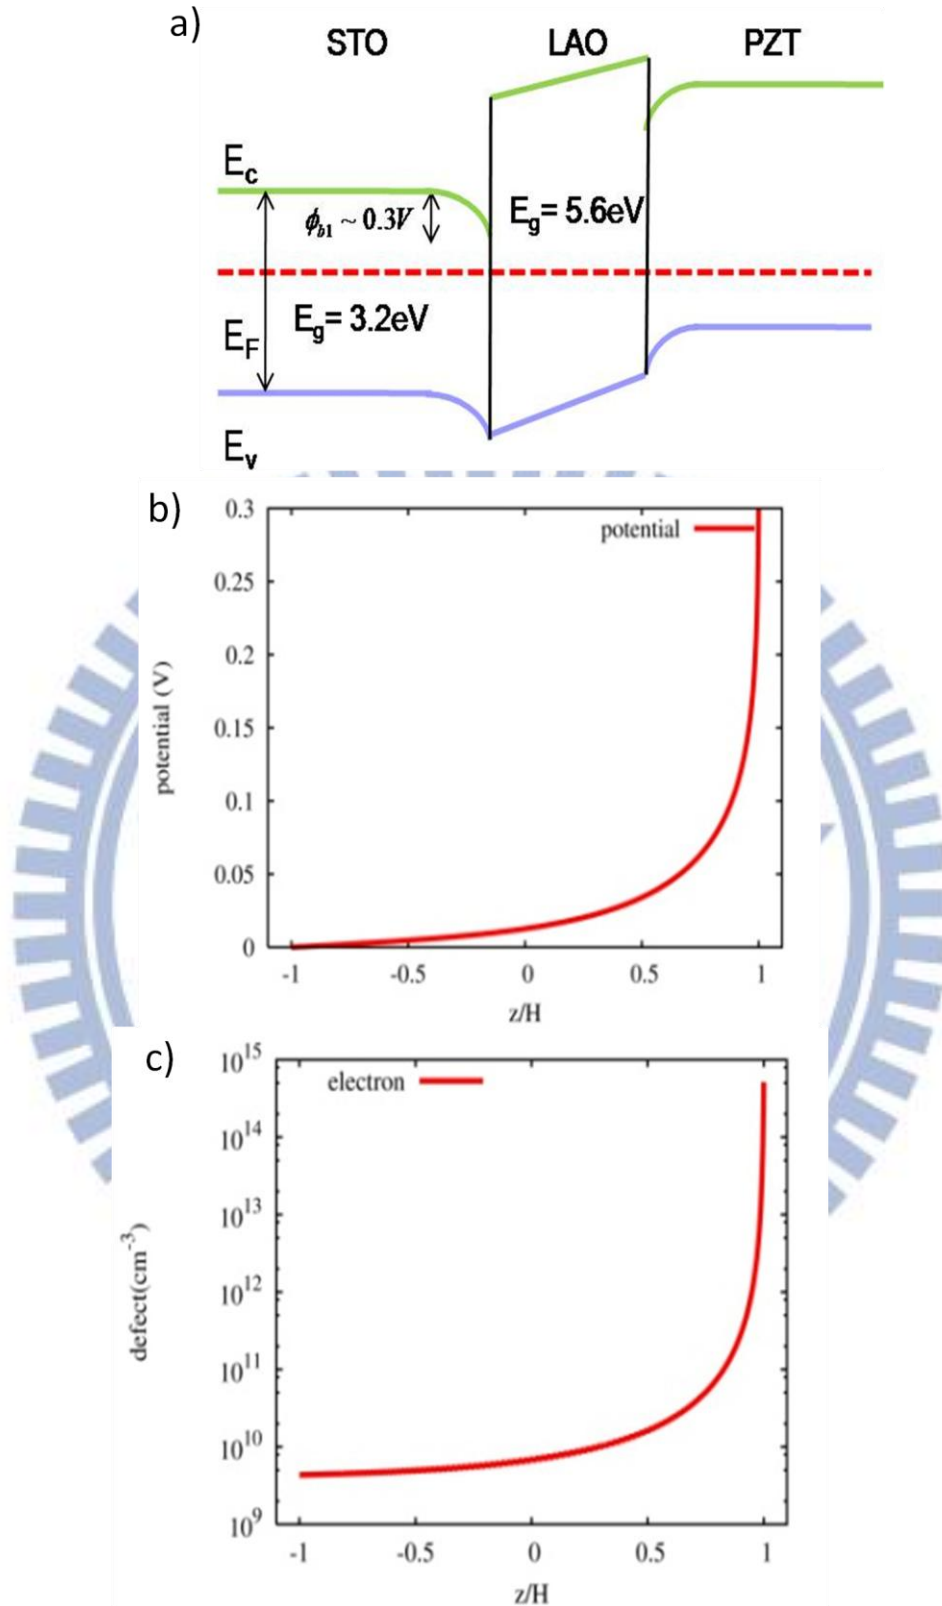 a)
STO LAO PZT
Ec
ϕb1 ~ 0.3V
Eg= 5.6eV
Eg= 3.2eV
EF
Ev
b)
0.3
potential
0.25
0.2
0.15
0.1
0.05
0
potential (V)
-1 -0.5 0 0.5 1
z/H
c)
10^15
electron
10^14
10^13
10^12
10^11
10^10
10^9
defect(cm^-3)
-1 -0.5 0 0.5 1
z/H